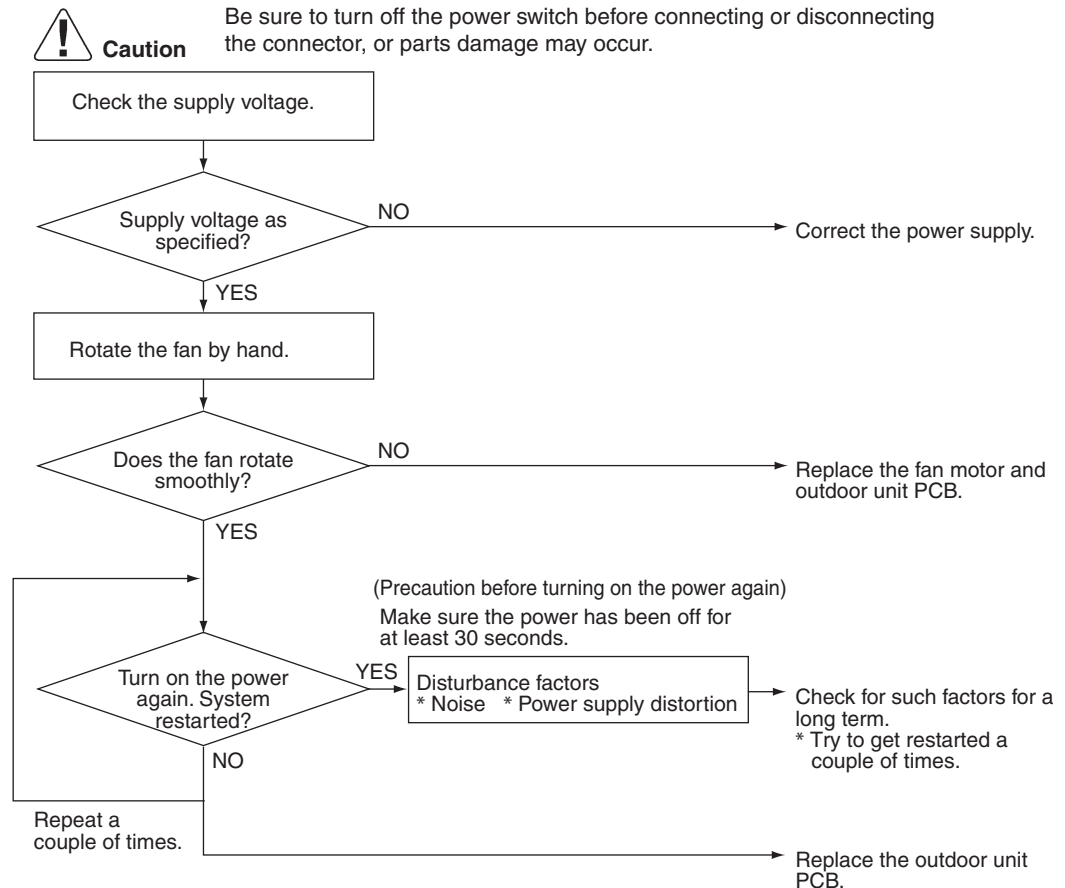 Be sure to turn off the power switch before connecting or disconnecting
the connector, or parts damage may occur.
Caution
Check the supply voltage.
Supply voltage as
specified?
NO
Correct the power supply.
YES
Rotate the fan by hand.
Does the fan rotate
smoothly?
NO
Replace the fan motor and
outdoor unit PCB.
YES
(Precaution before turning on the power again)
Make sure the power has been off for
at least 30 seconds.
Turn on the power
again. System
restarted?
YES
Disturbance factors
* Noise * Power supply distortion
Check for such factors for a
long term.
* Try to get restarted a
couple of times.
NO
Repeat a
couple of times.
Replace the outdoor unit
PCB.